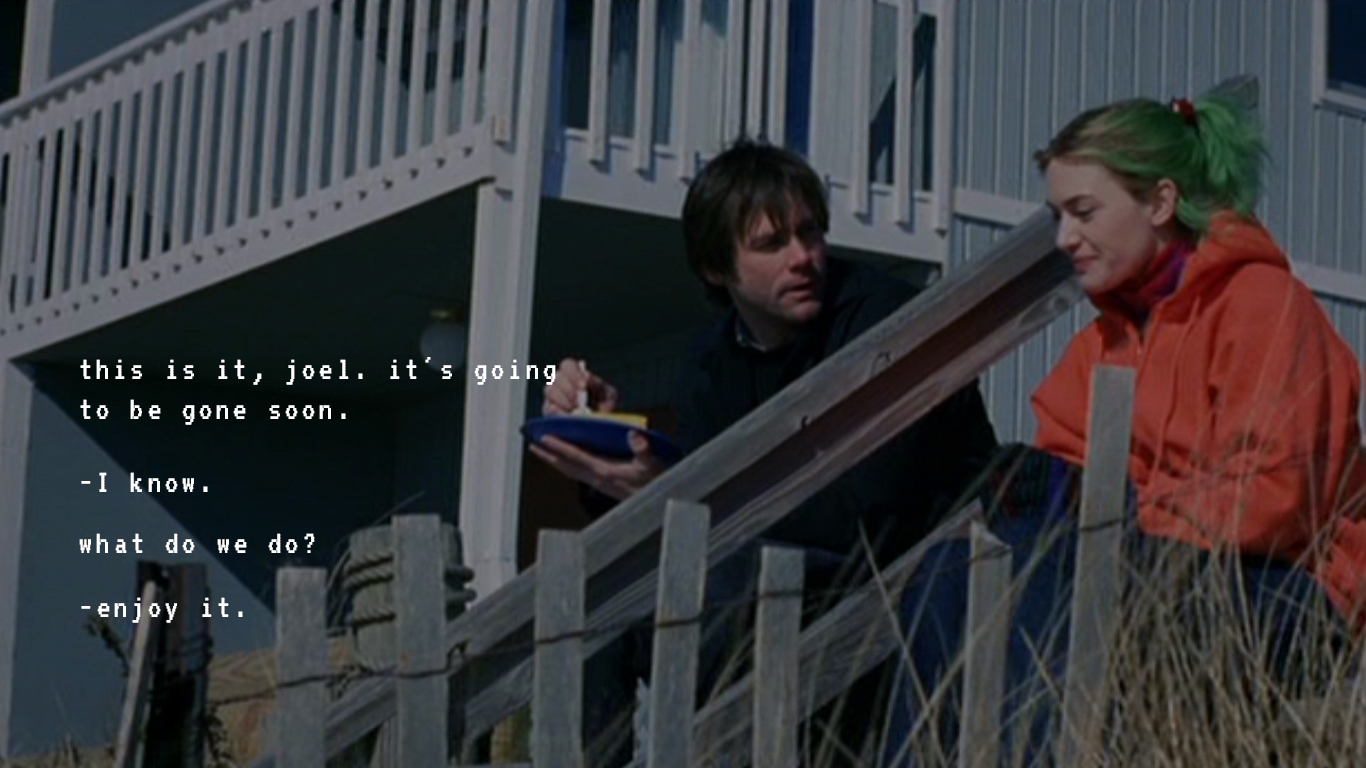 this is it, joel. it´s going
to be gone soon.
-I know.
what do we do?
-enjoy it.